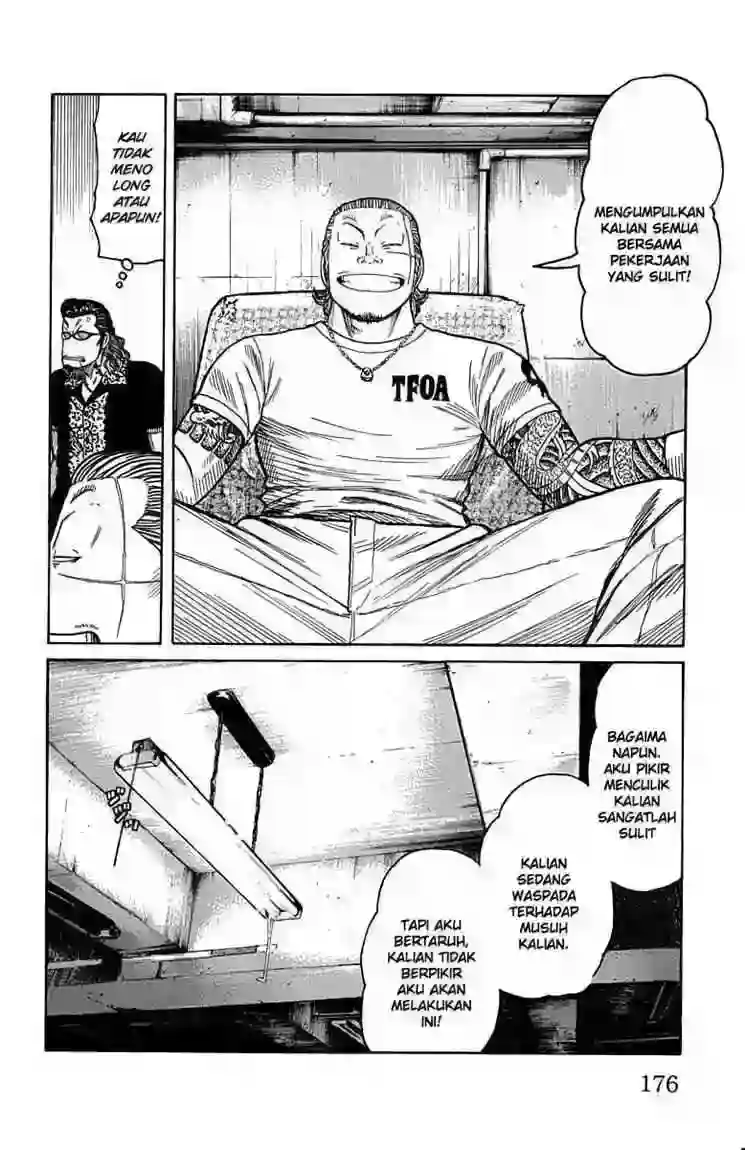 MENGUMPULKAN
KALIAN SEMUA
BERSAMA
PEKERJAAN
YANG SULIT!
TFOA
KAU
TIDAK
MENO
LONG
ATAU
APAPUN!
BAGAIMA
NAPUN.
AKU PIKIR
MENCULIK
KALIAN
SANGATLAH
SULIT
KALIAN
SEDANG
WASPADA
TERHADAP
MUSUH
KALIAN.
TAPI AKU
BERTARUH,
KALIAN TIDAK
BERPIKIR
AKU AKAN
MELAKUKAN
INI!
176